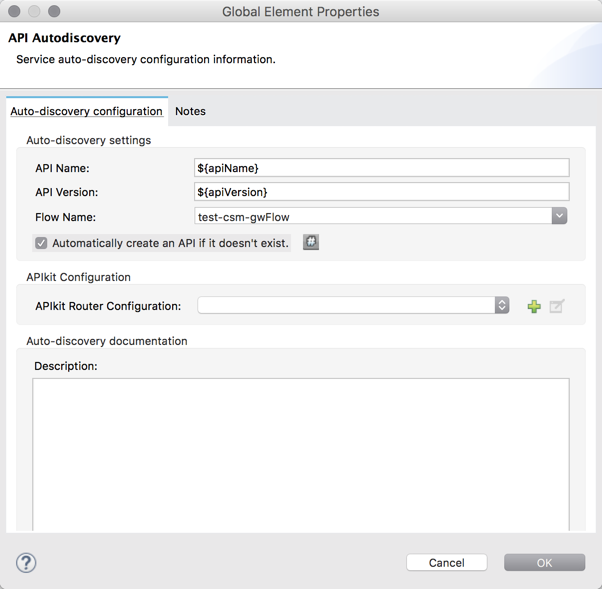 Global Element Properties
API Autodiscovery
Service auto-discovery configuration information.
Auto-discovery configuration Notes
Auto-discovery settings
API Name: ${apiName}
API Version: ${apiVersion}
Flow Name: test-csm-gwFlow
Automatically create an API if it doesn't exist. #
APIkit Configuration
APIkit Router Configuration:
Auto-discovery documentation
Description:
? Cancel OK